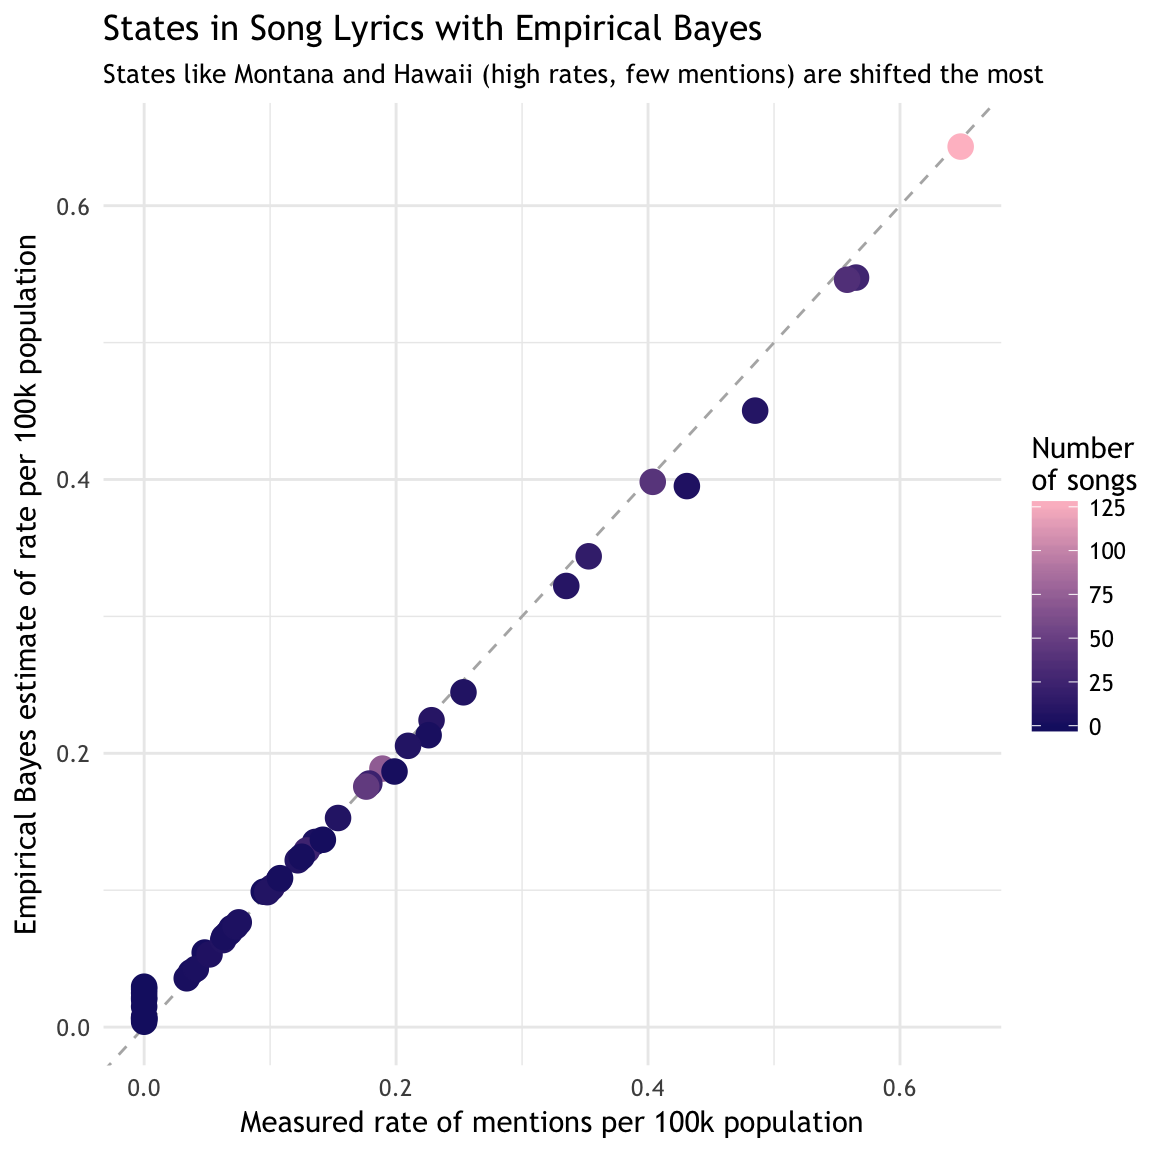 States in Song Lyrics with Empirical Bayes
States like Montana and Hawaii (high rates, few mentions) are shifted the most
Empirical Bayes estimate of rate per 100k population
0.6
0.4
0.2
0.0
0.0
0.2
0.4
0.6
Measured rate of mentions per 100k population
Number
of songs
125
100
75
50
25
0